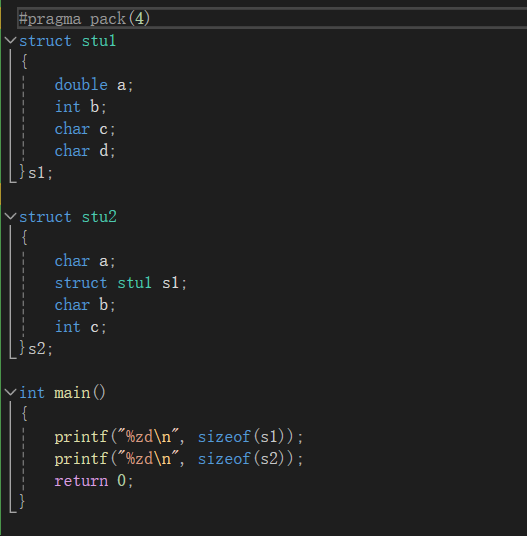 #pragma pack(4)
struct stu1
{
    double a;
    int b;
    char c;
    char d;
}s1;

struct stu2
{
    char a;
    struct stu1 s1;
    char b;
    int c;
}s2;

int main()
{
    printf("%zd\n", sizeof(s1));
    printf("%zd\n", sizeof(s2));
    return 0;
}